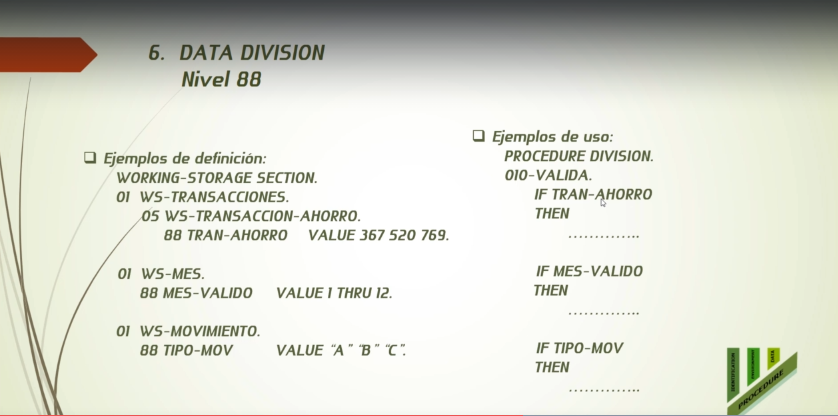 6. DATA DIVISION
Nivel 88
❑ Ejemplos de definición:
WORKING-STORAGE SECTION.
01 WS-TRANSACCIONES.
05 WS-TRANSACCION-AHORRO.
88 TRAN-AHORRO VALUE 367 520 769.
01 WS-MES.
88 MES-VALIDO VALUE 1 THRU 12.
01 WS-MOVIMIENTO.
88 TIPO-MOV VALUE “A” “B” “C”.
❑ Ejemplos de uso:
PROCEDURE DIVISION.
010-VALIDA.
IF TRAN-AHORRO
THEN
.............
IF MES-VALIDO
THEN
.............
IF TIPO-MOV
THEN
.............
IDENTIFICATION
ENVIRONMENT
DATA
PROCEDURE